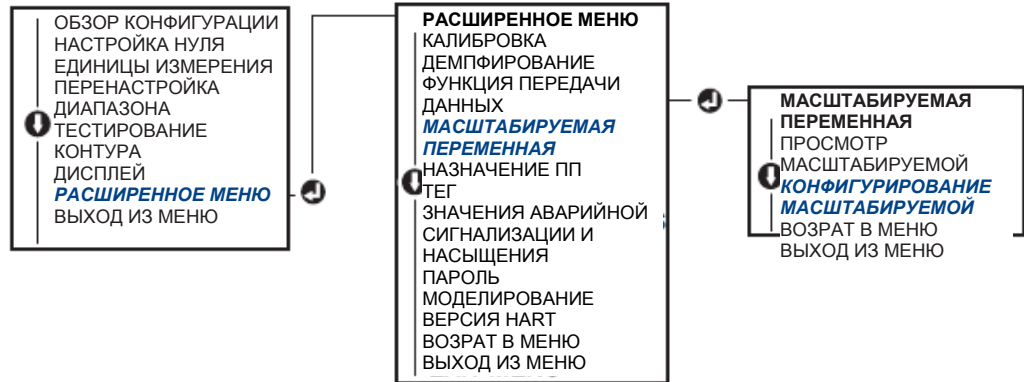 ОБЗОР КОНФИГУРАЦИИ
НАСТРОЙКА НУЛЯ
ЕДИНИЦЫ ИЗМЕРЕНИЯ
ПЕРЕНАСТРОЙКА
ДИАПАЗОНА
ТЕСТИРОВАНИЕ
КОНТУРА
ДИСПЛЕЙ
РАСШИРЕННОЕ МЕНЮ
ВЫХОД ИЗ МЕНЮ
РАСШИРЕННОЕ МЕНЮ
КАЛИБРОВКА
ДЕМПФИРОВАНИЕ
ФУНКЦИЯ ПЕРЕДАЧИ
ДАННЫХ
МАСШТАБИРУЕМАЯ
ПЕРЕМЕННАЯ
НАЗНАЧЕНИЕ ПП
ТЕГ
ЗНАЧЕНИЯ АВАРИЙНОЙ
СИГНАЛИЗАЦИИ И
НАСЫЩЕНИЯ
ПАРОЛЬ
МОДЕЛИРОВАНИЕ
ВЕРСИЯ HART
ВОЗРАТ В МЕНЮ
ВЫХОД ИЗ МЕНЮ
МАСШТАБИРУЕМАЯ
ПЕРЕМЕННАЯ
ПРОСМОТР
МАСШТАБИРУЕМОЙ
КОНФИГУРИРОВАНИЕ
МАСШТАБИРУЕМОЙ
ВОЗРАТ В МЕНЮ
ВЫХОД ИЗ МЕНЮ